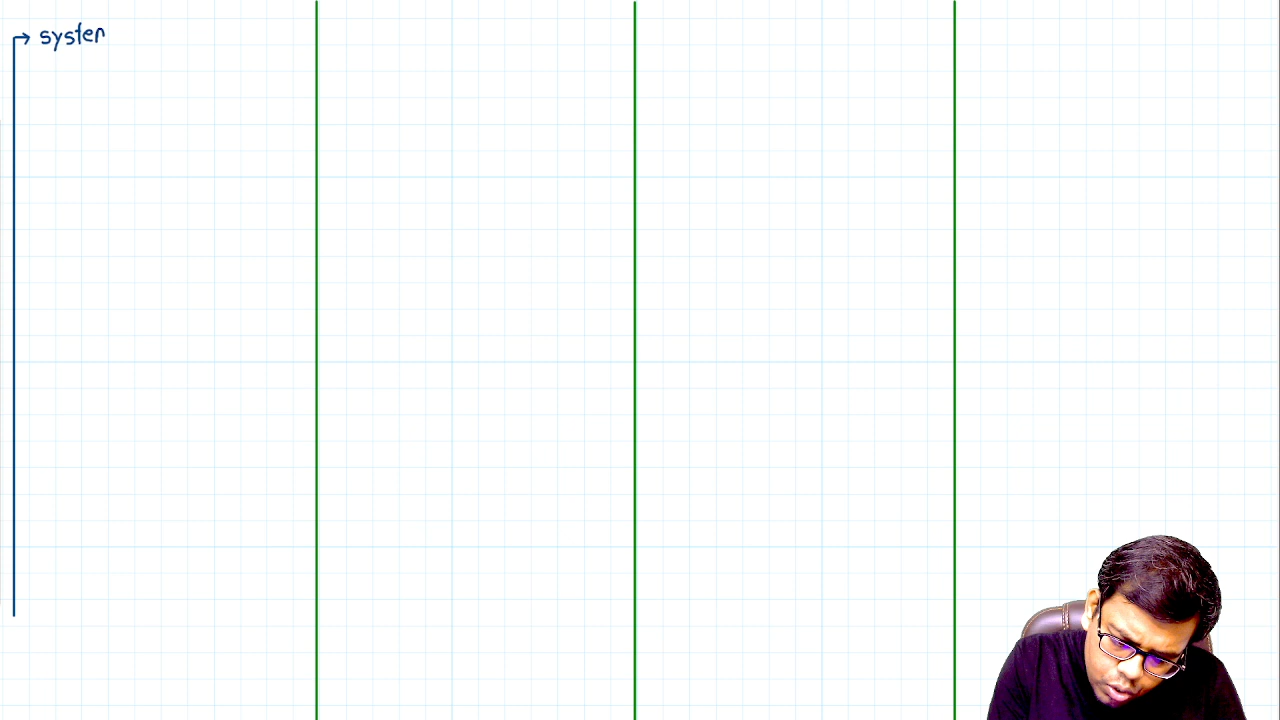 → systen